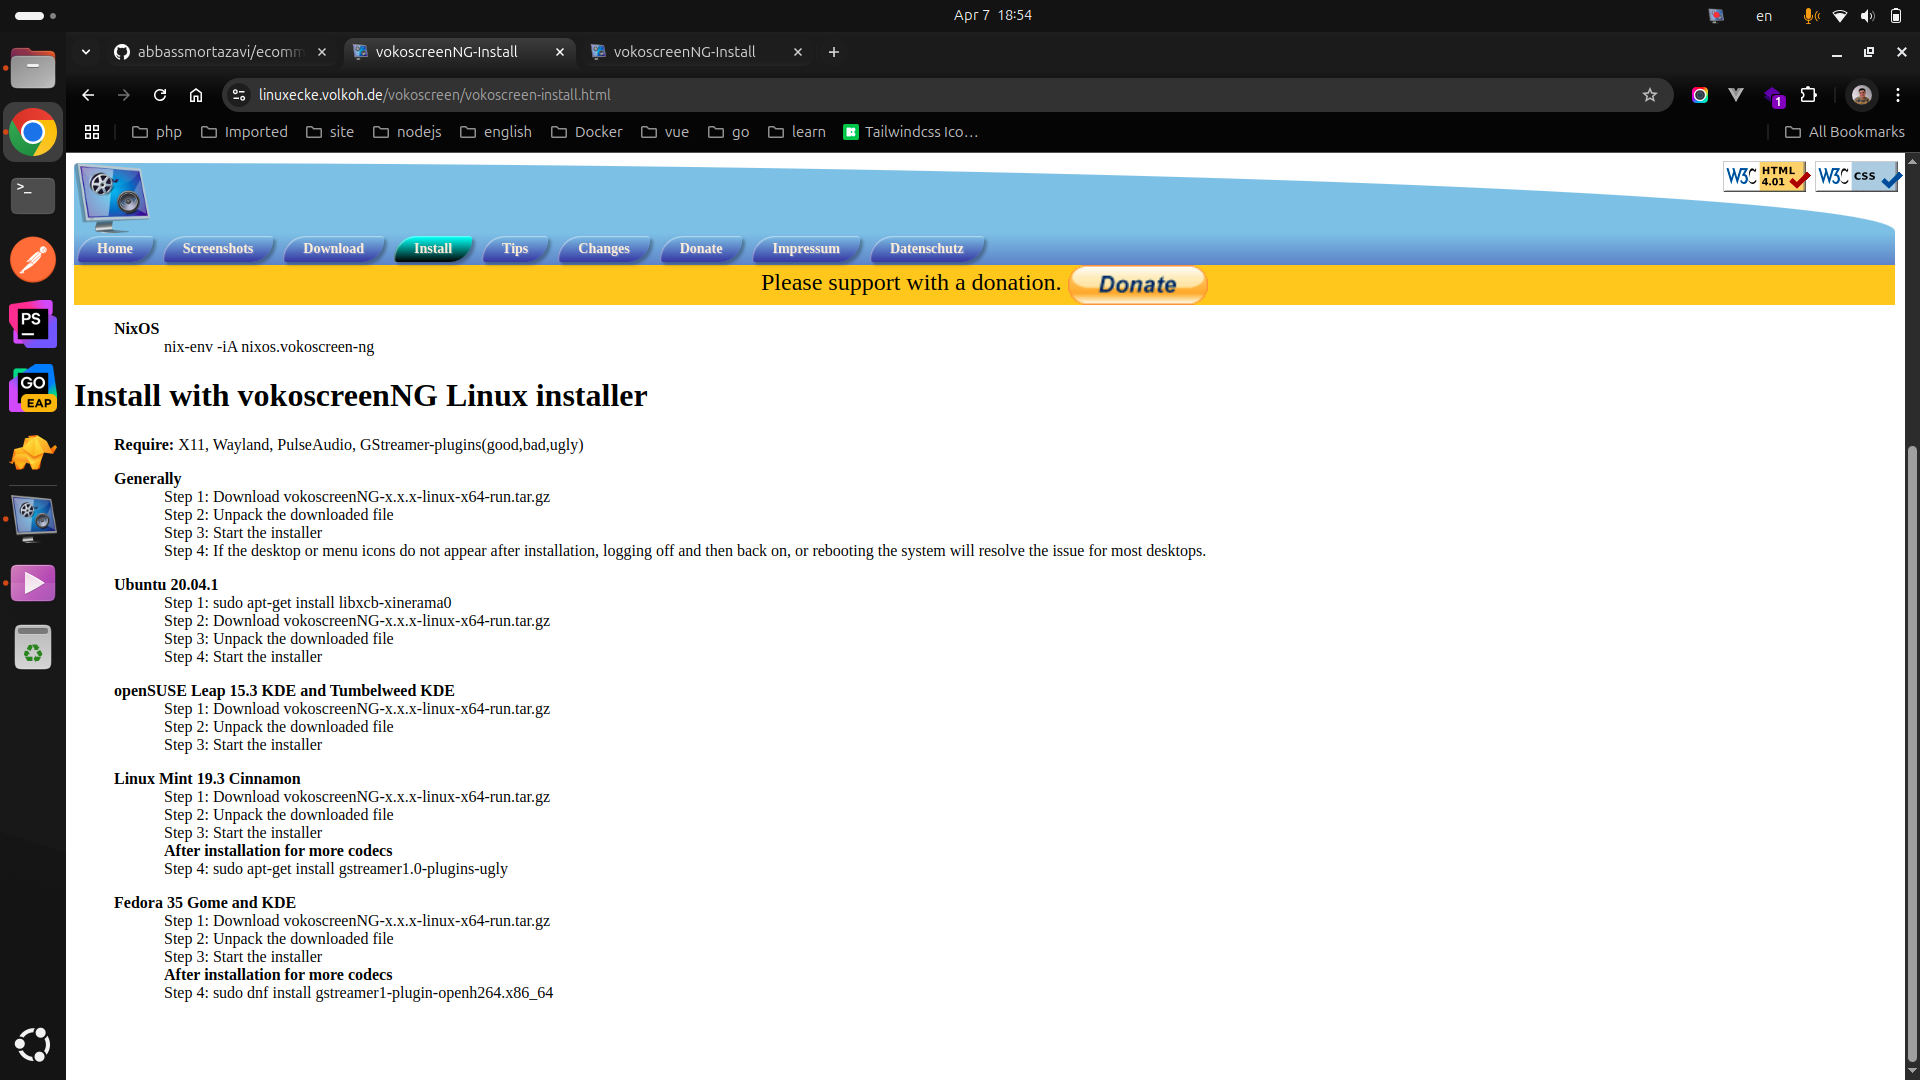 Apr 7 18:54
en
abbassmortazavi/ecomm
vokoscreenNG-Install
vokoscreenNG-Install
linuxecke.volkoh.de/vokoscreen/vokoscreen-install.html
1
php
Imported
site
nodejs
english
Docker
vue
go
learn
Tailwindcss Ico…
All Bookmarks
>_
PS
GO
EAP
W3C HTML 4.01
W3C css
Home
Screenshots
Download
Install
Tips
Changes
Donate
Impressum
Datenschutz
Please support with a donation. Donate
NixOS
nix-env -iA nixos.vokoscreen-ng
Install with vokoscreenNG Linux installer
Require: X11, Wayland, PulseAudio, GStreamer-plugins(good,bad,ugly)
Generally
Step 1: Download vokoscreenNG-x.x.x-linux-x64-run.tar.gz
Step 2: Unpack the downloaded file
Step 3: Start the installer
Step 4: If the desktop or menu icons do not appear after installation, logging off and then back on, or rebooting the system will resolve the issue for most desktops.
Ubuntu 20.04.1
Step 1: sudo apt-get install libxcb-xinerama0
Step 2: Download vokoscreenNG-x.x.x-linux-x64-run.tar.gz
Step 3: Unpack the downloaded file
Step 4: Start the installer
openSUSE Leap 15.3 KDE and Tumbelweed KDE
Step 1: Download vokoscreenNG-x.x.x-linux-x64-run.tar.gz
Step 2: Unpack the downloaded file
Step 3: Start the installer
Linux Mint 19.3 Cinnamon
Step 1: Download vokoscreenNG-x.x.x-linux-x64-run.tar.gz
Step 2: Unpack the downloaded file
Step 3: Start the installer
After installation for more codecs
Step 4: sudo apt-get install gstreamer1.0-plugins-ugly
Fedora 35 Gome and KDE
Step 1: Download vokoscreenNG-x.x.x-linux-x64-run.tar.gz
Step 2: Unpack the downloaded file
Step 3: Start the installer
After installation for more codecs
Step 4: sudo dnf install gstreamer1-plugin-openh264.x86_64